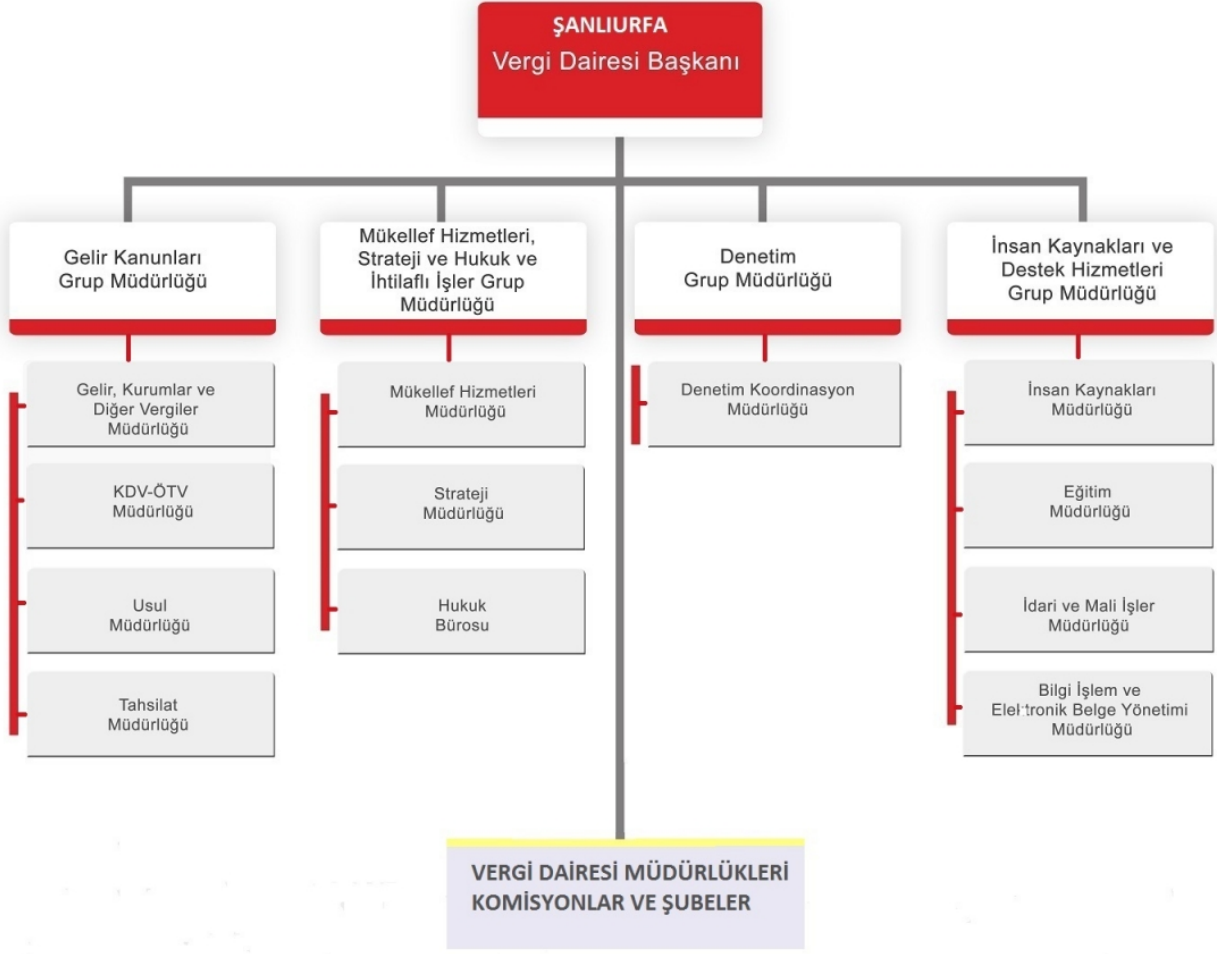 ŞANLIURFA
Vergi Dairesi Başkanı
Gelir Kanunları
Grup Müdürlüğü
Mükellef Hizmetleri,
Strateji ve Hukuk ve
İhtilaflı İşler Grup
Müdürlüğü
Denetim
Grup Müdürlüğü
İnsan Kaynakları ve
Destek Hizmetleri
Grup Müdürlüğü
Gelir, Kurumlar ve
Diğer Vergiler
Müdürlüğü
KDV-ÖTV
Müdürlüğü
Usul
Müdürlüğü
Tahsilat
Müdürlüğü
Mükellef Hizmetleri
Müdürlüğü
Strateji
Müdürlüğü
Hukuk
Bürosu
Denetim Koordinasyon
Müdürlüğü
İnsan Kaynakları
Müdürlüğü
Eğitim
Müdürlüğü
İdari ve Mali İşler
Müdürlüğü
Bilgi İşlem ve
Elektronik Belge Yönetimi
Müdürlüğü
VERGİ DAİRESİ MÜDÜRLÜKLERİ
KOMİSYONLAR VE ŞUBELER